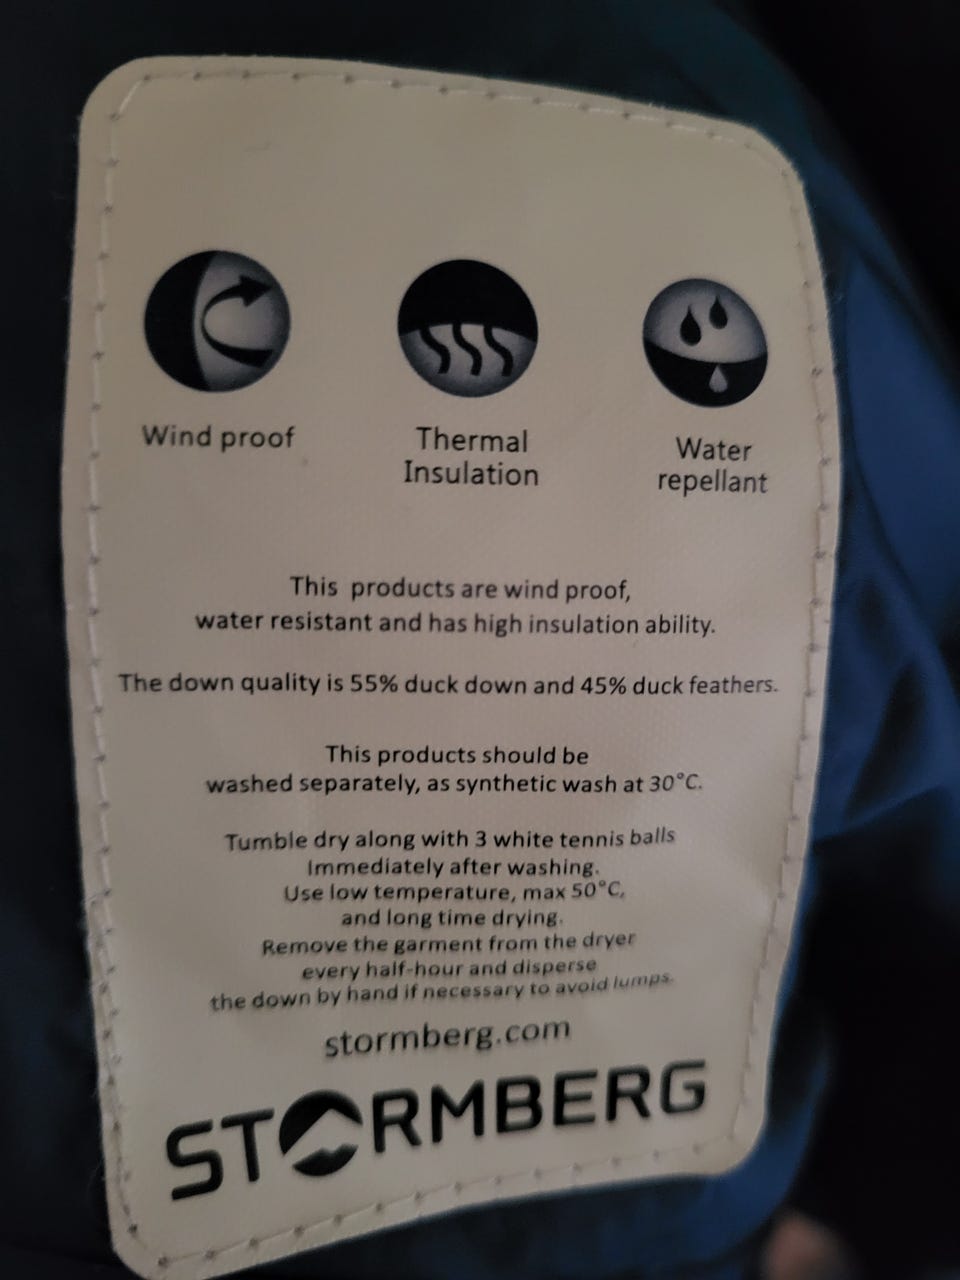 Wind proof
Thermal
Insulation
Water
repellant
This products are wind proof,
water resistant and has high insulation ability.
The down quality is 55% duck down and 45% duck feathers.
This products should be
washed separately, as synthetic wash at 30°C.
Tumble dry along with 3 white tennis balls
Immediately after washing.
Use low temperature, max 50°C,
and long time drying.
Remove the garment from the dryer
every half-hour and disperse
the down by hand if necessary to avoid lumps.
stormberg.com
STORMBERG